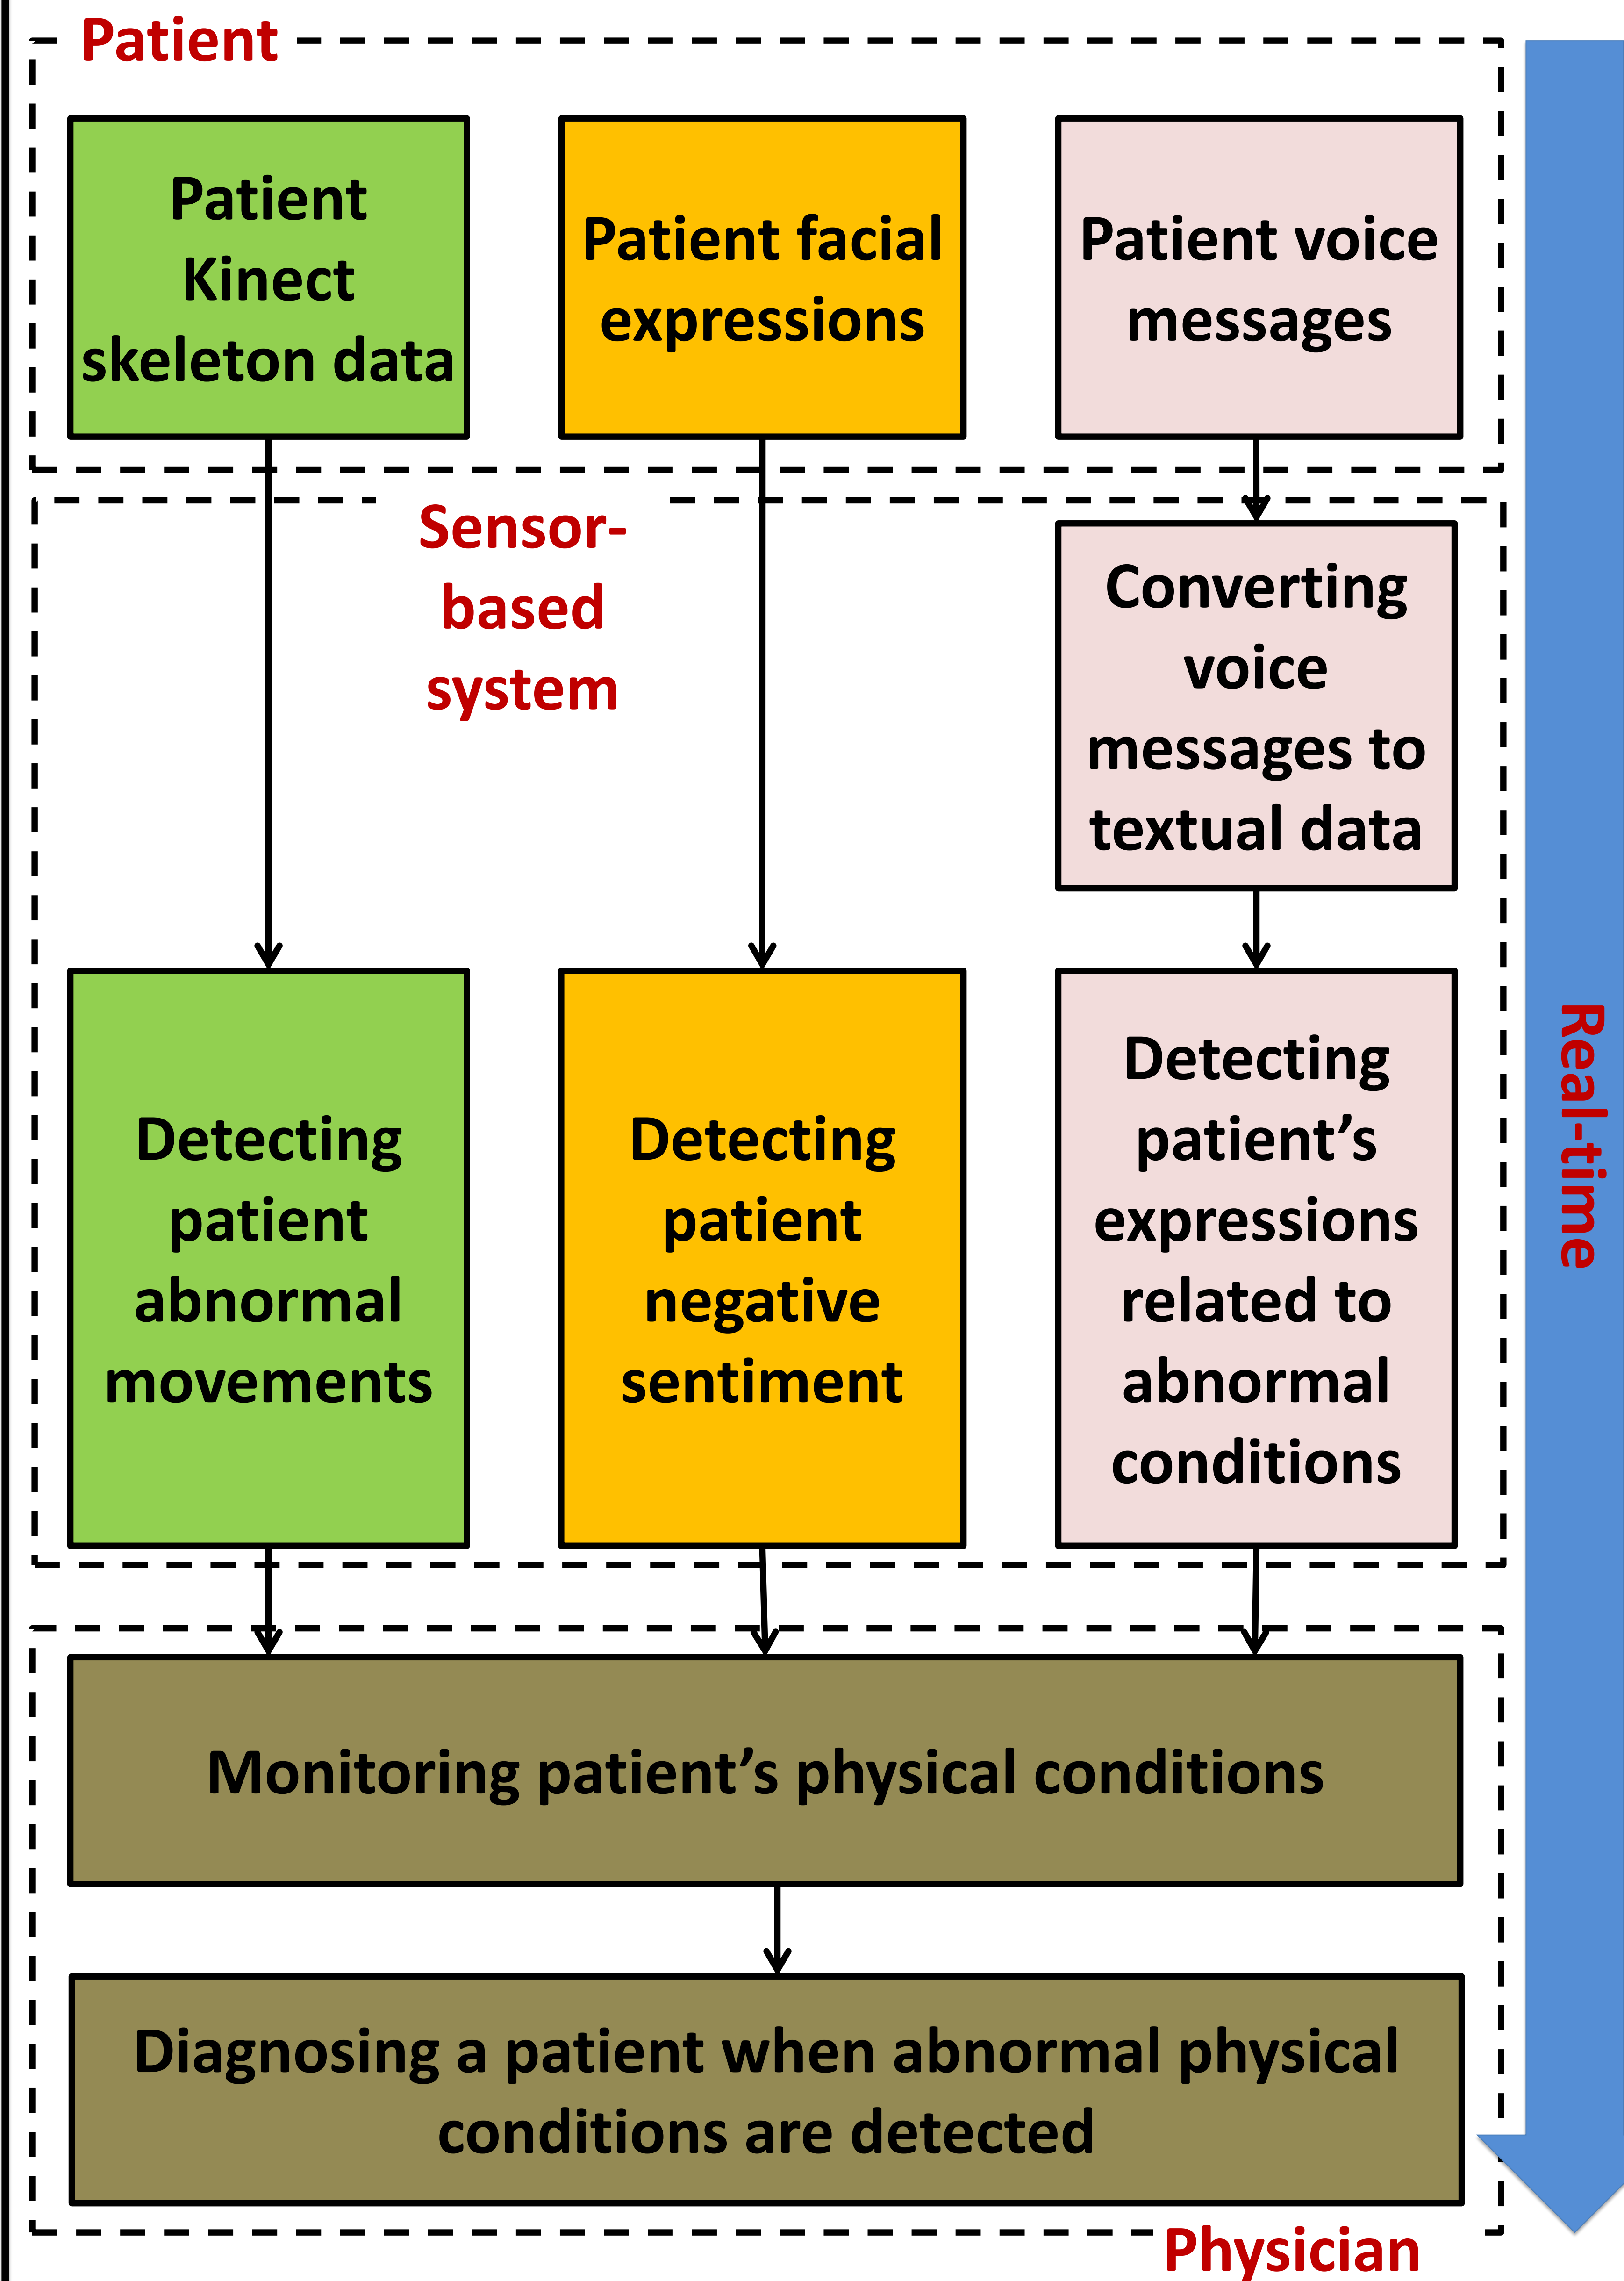 Patient
Patient
Kinect
skeleton data
Patient facial
expressions
Patient voice
messages
Sensor-
based
system
Converting
voice
messages to
textual data
Detecting
patient
abnormal
movements
Detecting
patient
negative
sentiment
Detecting
patient’s
expressions
related to
abnormal
conditions
Real-time
Monitoring patient’s physical conditions
Diagnosing a patient when abnormal physical
conditions are detected
Physician